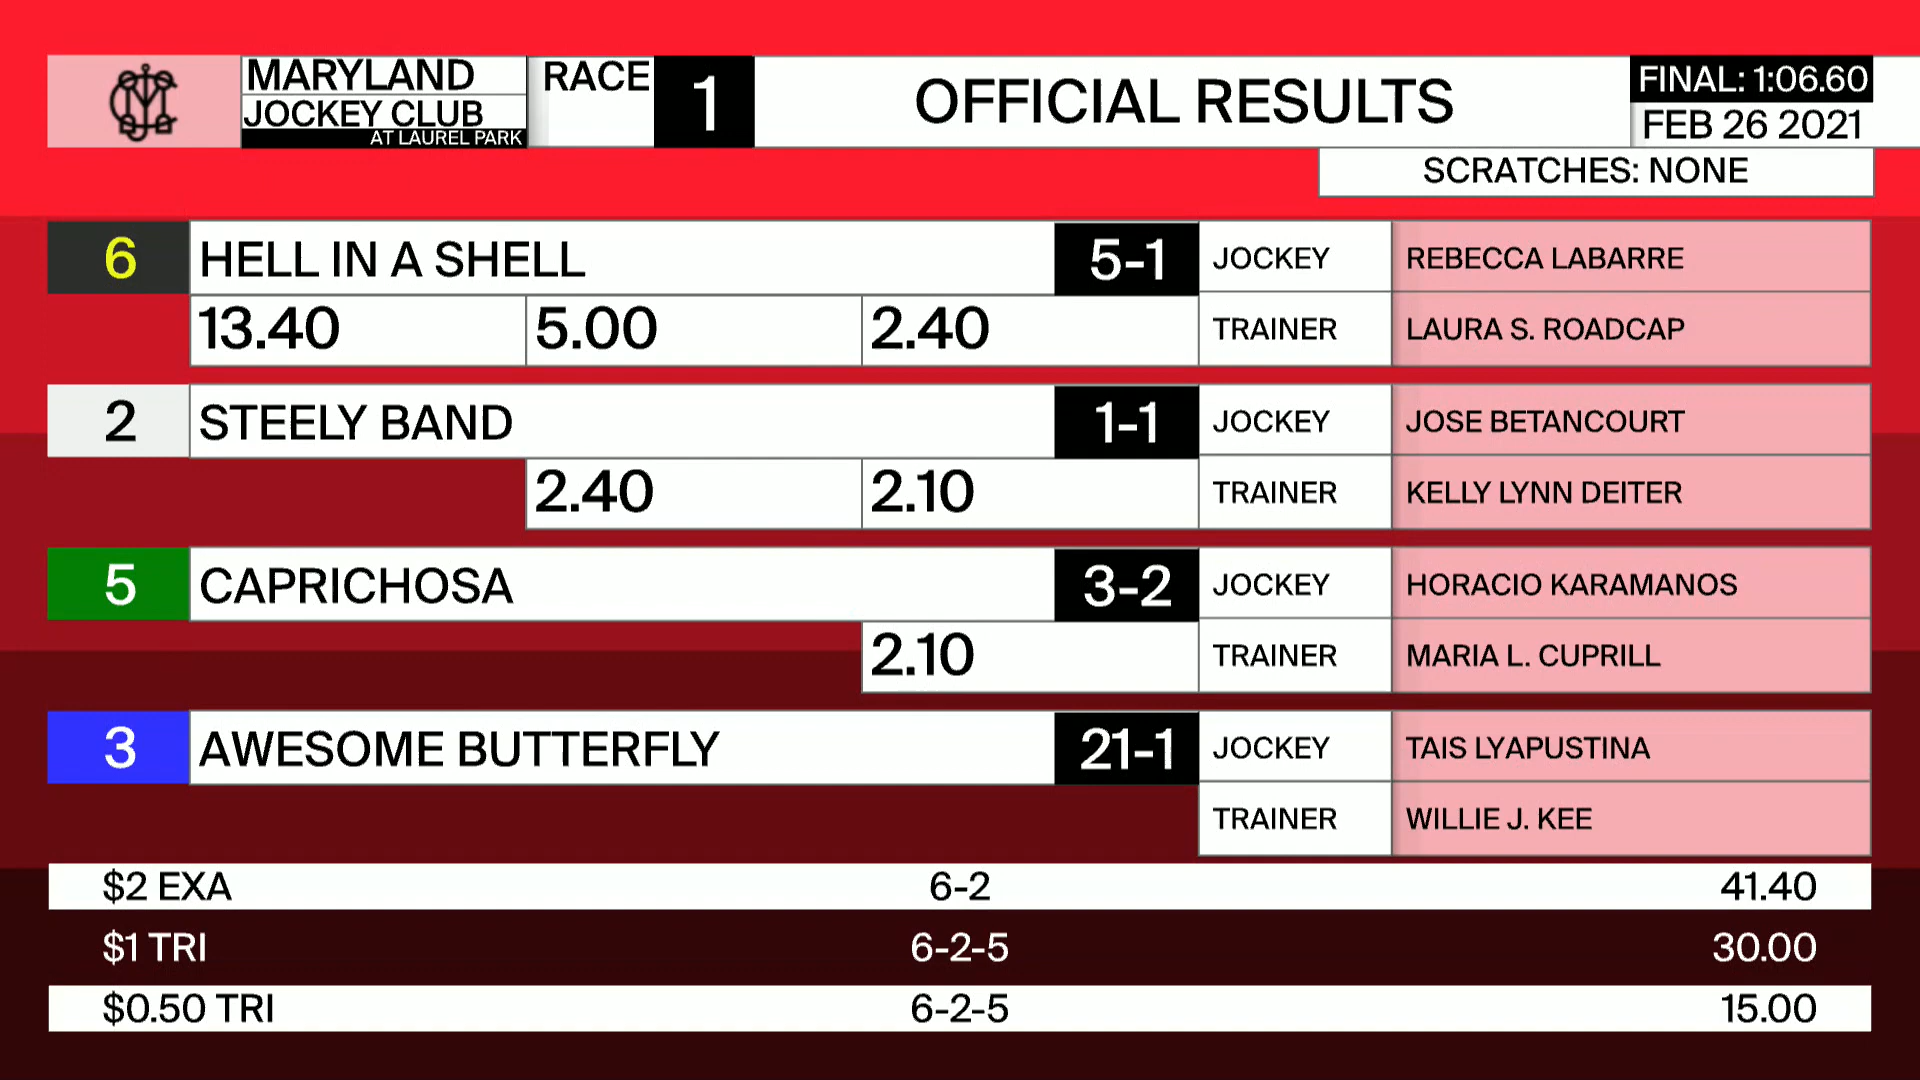 MARYLAND
JOCKEY CLUB
AT LAUREL PARK
RACE 1
OFFICIAL RESULTS
FINAL: 1:06.60
FEB 26 2021
SCRATCHES: NONE
6 HELL IN A SHELL 5-1 JOCKEY REBECCA LABARRE
13.40 5.00 2.40 TRAINER LAURA S. ROADCAP
2 STEELY BAND 1-1 JOCKEY JOSE BETANCOURT
2.40 2.10 TRAINER KELLY LYNN DEITER
5 CAPRICHOSA 3-2 JOCKEY HORACIO KARAMANOS
2.10 TRAINER MARIA L. CUPRILL
3 AWESOME BUTTERFLY 21-1 JOCKEY TAIS LYAPUSTINA
TRAINER WILLIE J. KEE
$2 EXA 6-2 41.40
$1 TRI 6-2-5 30.00
$0.50 TRI 6-2-5 15.00